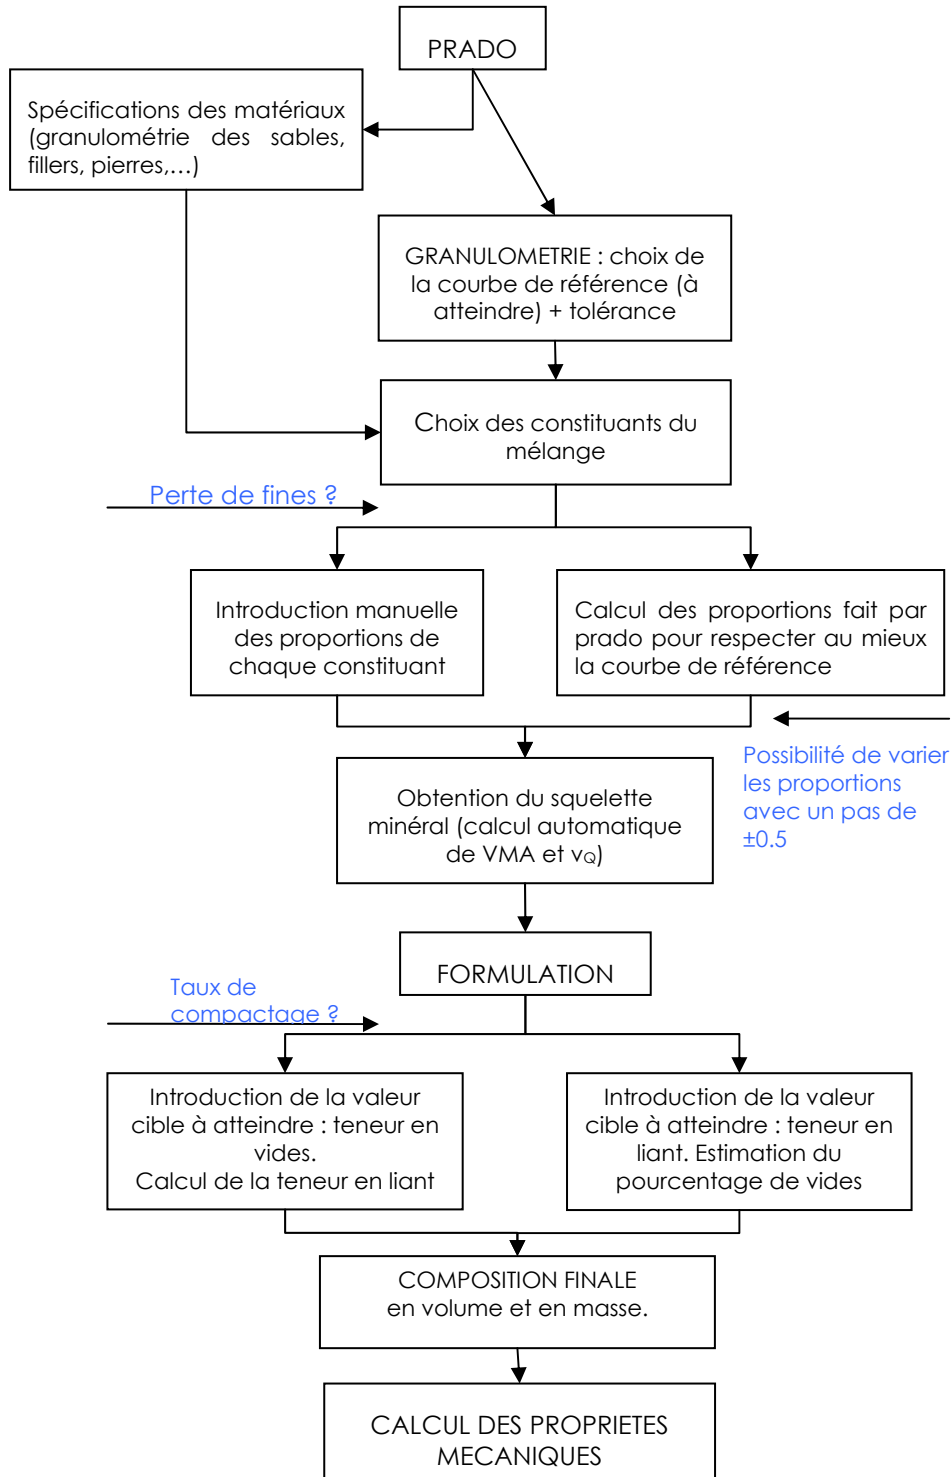 PRADO
Spécifications des matériaux
(granulométrie des sables,
fillers, pierres,…)
GRANULOMETRIE : choix de
la courbe de référence (à
atteindre) + tolérance
Choix des constituants du
mélange
Perte de fines ?
Introduction manuelle
des proportions de
chaque constituant
Calcul des proportions fait par
prado pour respecter au mieux
la courbe de référence
Possibilité de varier
les proportions
avec un pas de
±0.5
Obtention du squelette
minéral (calcul automatique
de VMA et vQ)
FORMULATION
Taux de
compactage ?
Introduction de la valeur
cible à atteindre : teneur en
vides.
Calcul de la teneur en liant
Introduction de la valeur
cible à atteindre : teneur en
liant. Estimation du
pourcentage de vides
COMPOSITION FINALE
en volume et en masse.
CALCUL DES PROPRIETES
MECANIQUES